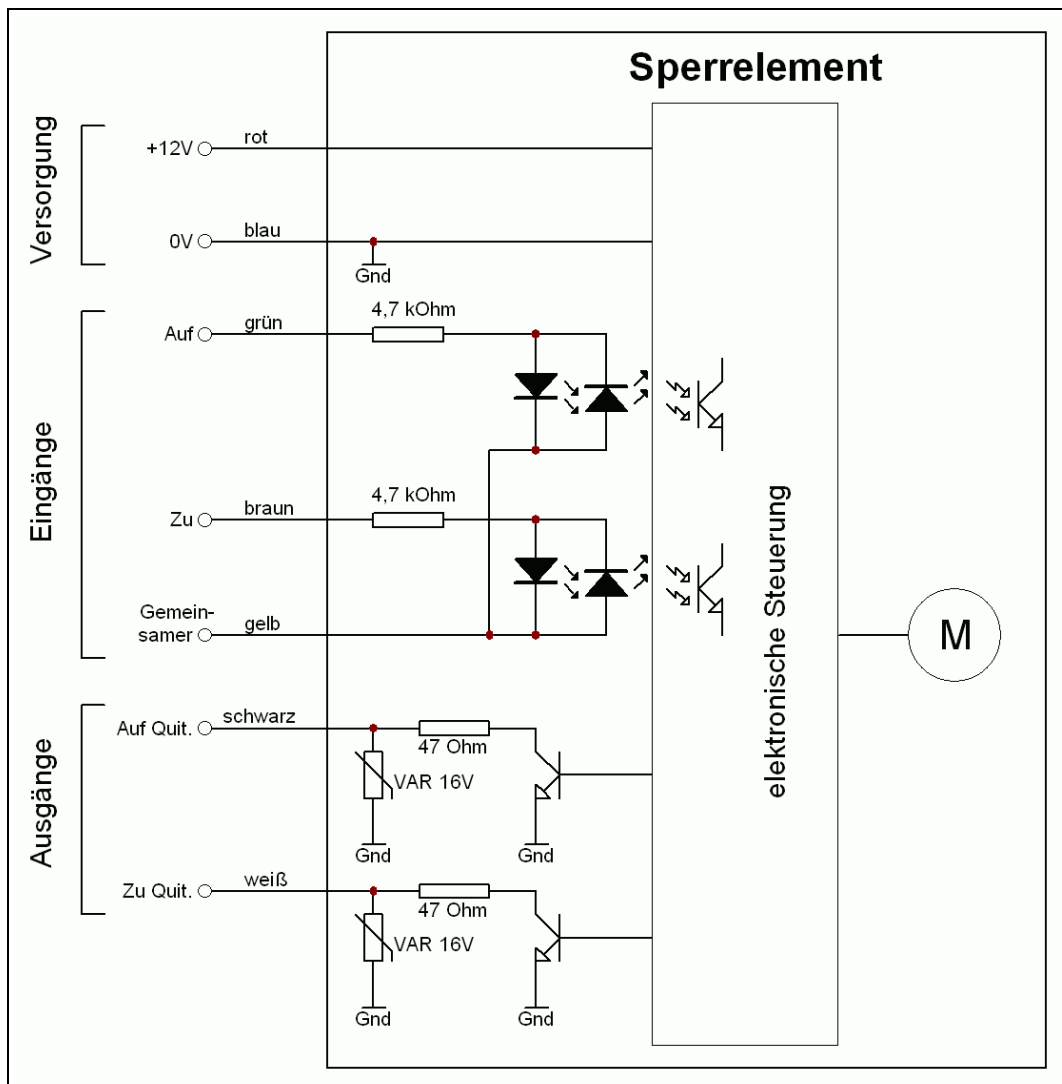 Sperrelement
Versorgung
+12V
rot
0V
blau
Gnd
Eingänge
Auf
grün
4,7 kOhm
Zu
braun
4,7 kOhm
Gemein-
samer
gelb
elektronische Steuerung
M
Ausgänge
Auf Quit.
schwarz
47 Ohm
VAR 16V
Gnd
Gnd
Zu Quit.
weiß
47 Ohm
VAR 16V
Gnd
Gnd